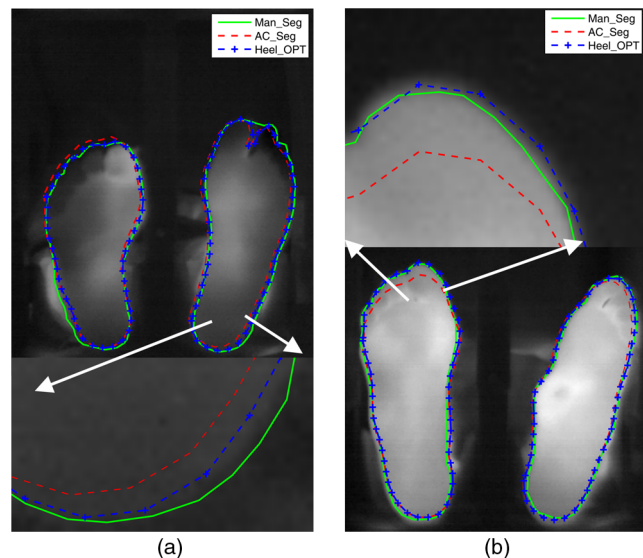 Man_Seg
AC_Seg
Heel_OPT
Man_Seg
AC_Seg
Heel_OPT
(a)
(b)